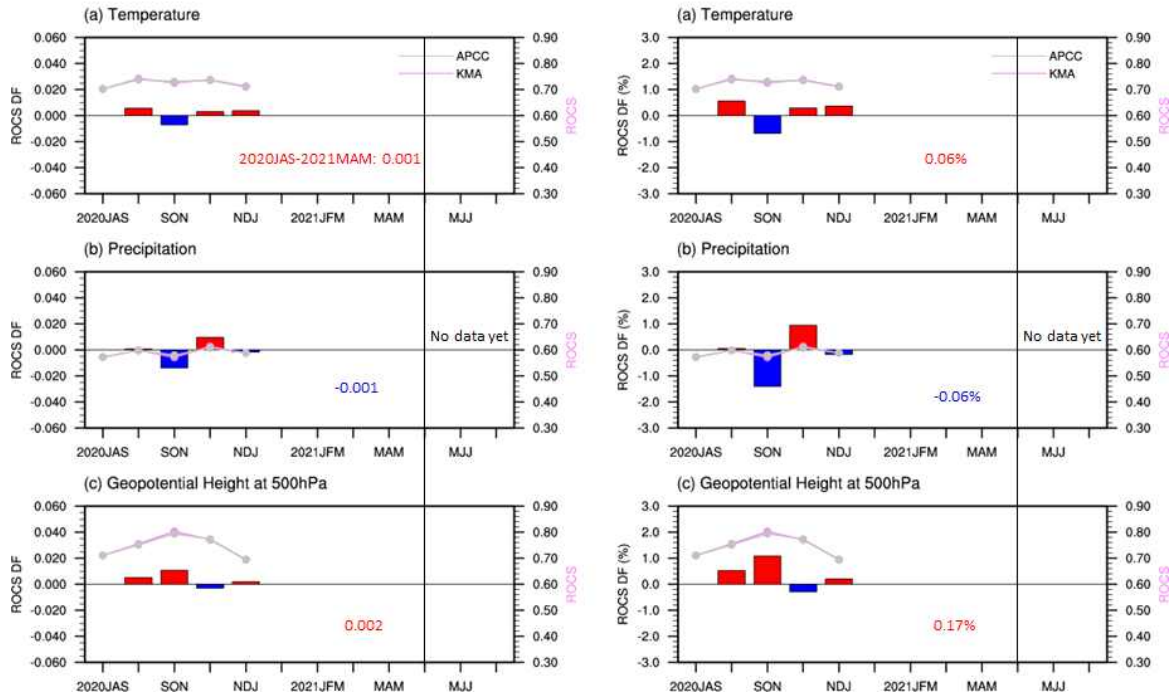 (a) Temperature
0.060
0.040
0.020
0.000
-0.020
-0.040
-0.060
ROCS DF
APCC
KMA
2020JAS-2021MAM: 0.001
0.90
0.80
0.70
0.60
0.50
0.40
0.30
ROCS
2020JAS SON NDJ 2021JFM MAM MJJ
(a) Temperature
3.0
2.0
1.0
0.0
-1.0
-2.0
-3.0
ROCS DF (%)
APCC
KMA
0.06%
0.90
0.80
0.70
0.60
0.50
0.40
0.30
ROCS
2020JAS SON NDJ 2021JFM MAM MJJ
(b) Precipitation
0.060
0.040
0.020
0.000
-0.020
-0.040
-0.060
ROCS DF
No data yet
-0.001
0.90
0.80
0.70
0.60
0.50
0.40
0.30
ROCS
2020JAS SON NDJ 2021JFM MAM MJJ
(b) Precipitation
3.0
2.0
1.0
0.0
-1.0
-2.0
-3.0
ROCS DF (%)
No data yet
-0.06%
0.90
0.80
0.70
0.60
0.50
0.40
0.30
ROCS
2020JAS SON NDJ 2021JFM MAM MJJ
(c) Geopotential Height at 500hPa
0.060
0.040
0.020
0.000
-0.020
-0.040
-0.060
ROCS DF
0.002
0.90
0.80
0.70
0.60
0.50
0.40
0.30
ROCS
2020JAS SON NDJ 2021JFM MAM MJJ
(c) Geopotential Height at 500hPa
3.0
2.0
1.0
0.0
-1.0
-2.0
-3.0
ROCS DF (%)
0.17%
0.90
0.80
0.70
0.60
0.50
0.40
0.30
ROCS
2020JAS SON NDJ 2021JFM MAM MJJ